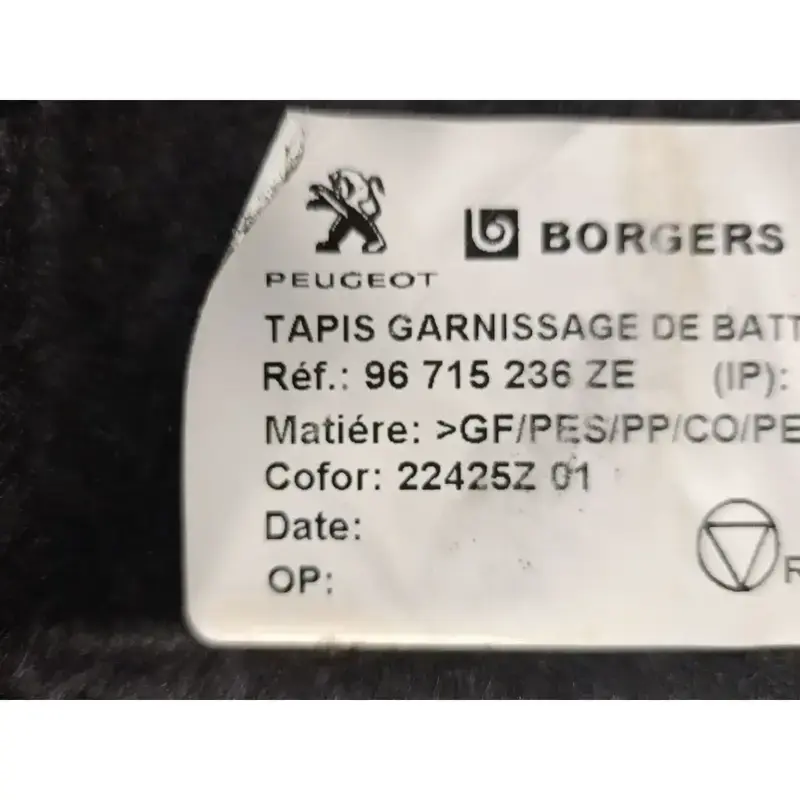 BORGERS
PEUGEOT
TAPIS GARNISSAGE DE BATT
Réf.: 96 715 236 ZE (IP):
Matiére: >GF/PES/PP/CO/PE
Cofor: 22425Z 01
Date:
OP:
R